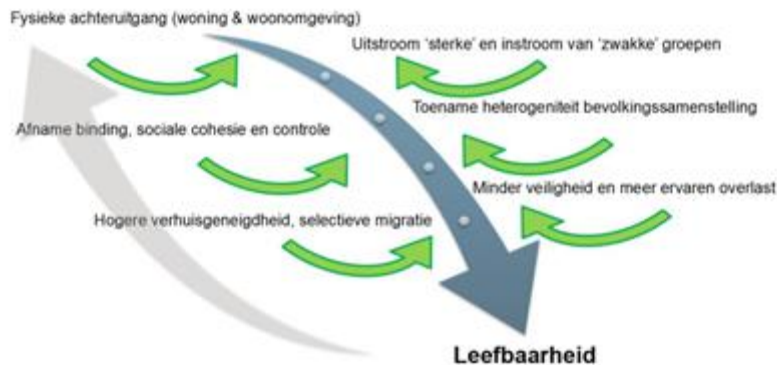 Fysieke achteruitgang (woning & woonomgeving)
Uitstroom 'sterke' en instroom van 'zwakke' groepen
Toename heterogeniteit bevolkingssamenstelling
Afname binding, sociale cohesie en controle
Minder veiligheid en meer ervaren overlast
Hogere verhuisgeneigdheid, selectieve migratie
Leefbaarheid